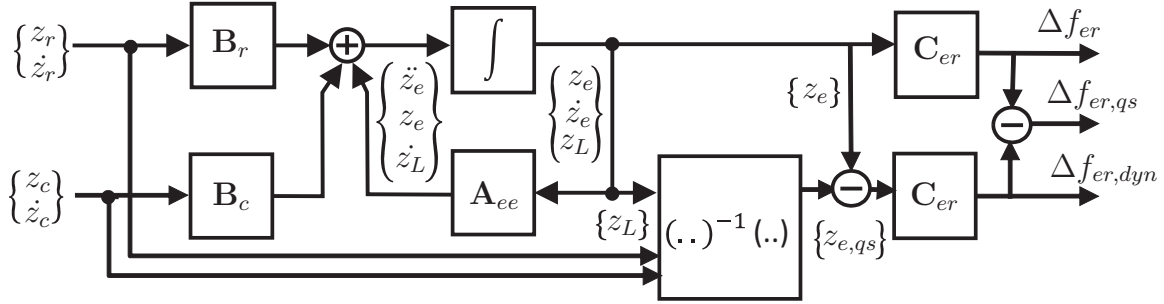 {z_r ż_r}
B_r
+
∫
{z̈_e z_e ż_L}
{z_e ż_e z_L}
{z_e}
C_er
Δf_er
−
Δf_er,qs
{z_c ż_c}
B_c
A_ee
{z_L}
(..)⁻¹(..)
−
{z_e,qs}
C_er
Δf_er,dyn